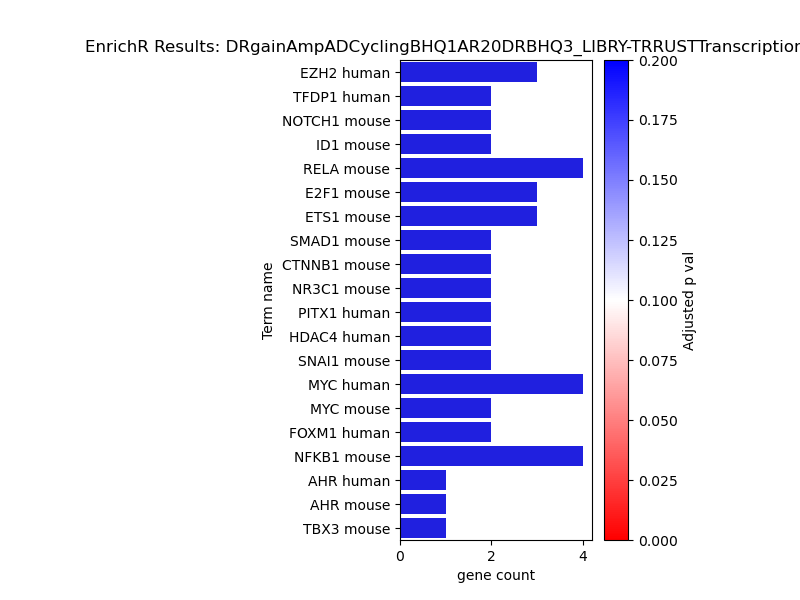 EnrichR Results: DRgainAmpADCyclingBHQ1AR20DRBHQ3_LIBRY-TRRUSTTranscription
EZH2 human
TFDP1 human
NOTCH1 mouse
ID1 mouse
RELA mouse
E2F1 mouse
ETS1 mouse
SMAD1 mouse
CTNNB1 mouse
NR3C1 mouse
PITX1 human
HDAC4 human
SNAI1 mouse
MYC human
MYC mouse
FOXM1 human
NFKB1 mouse
AHR human
AHR mouse
TBX3 mouse
Term name
0 2 4
gene count
0.200
0.175
0.150
0.125
0.100
0.075
0.050
0.025
0.000
Adjusted p val